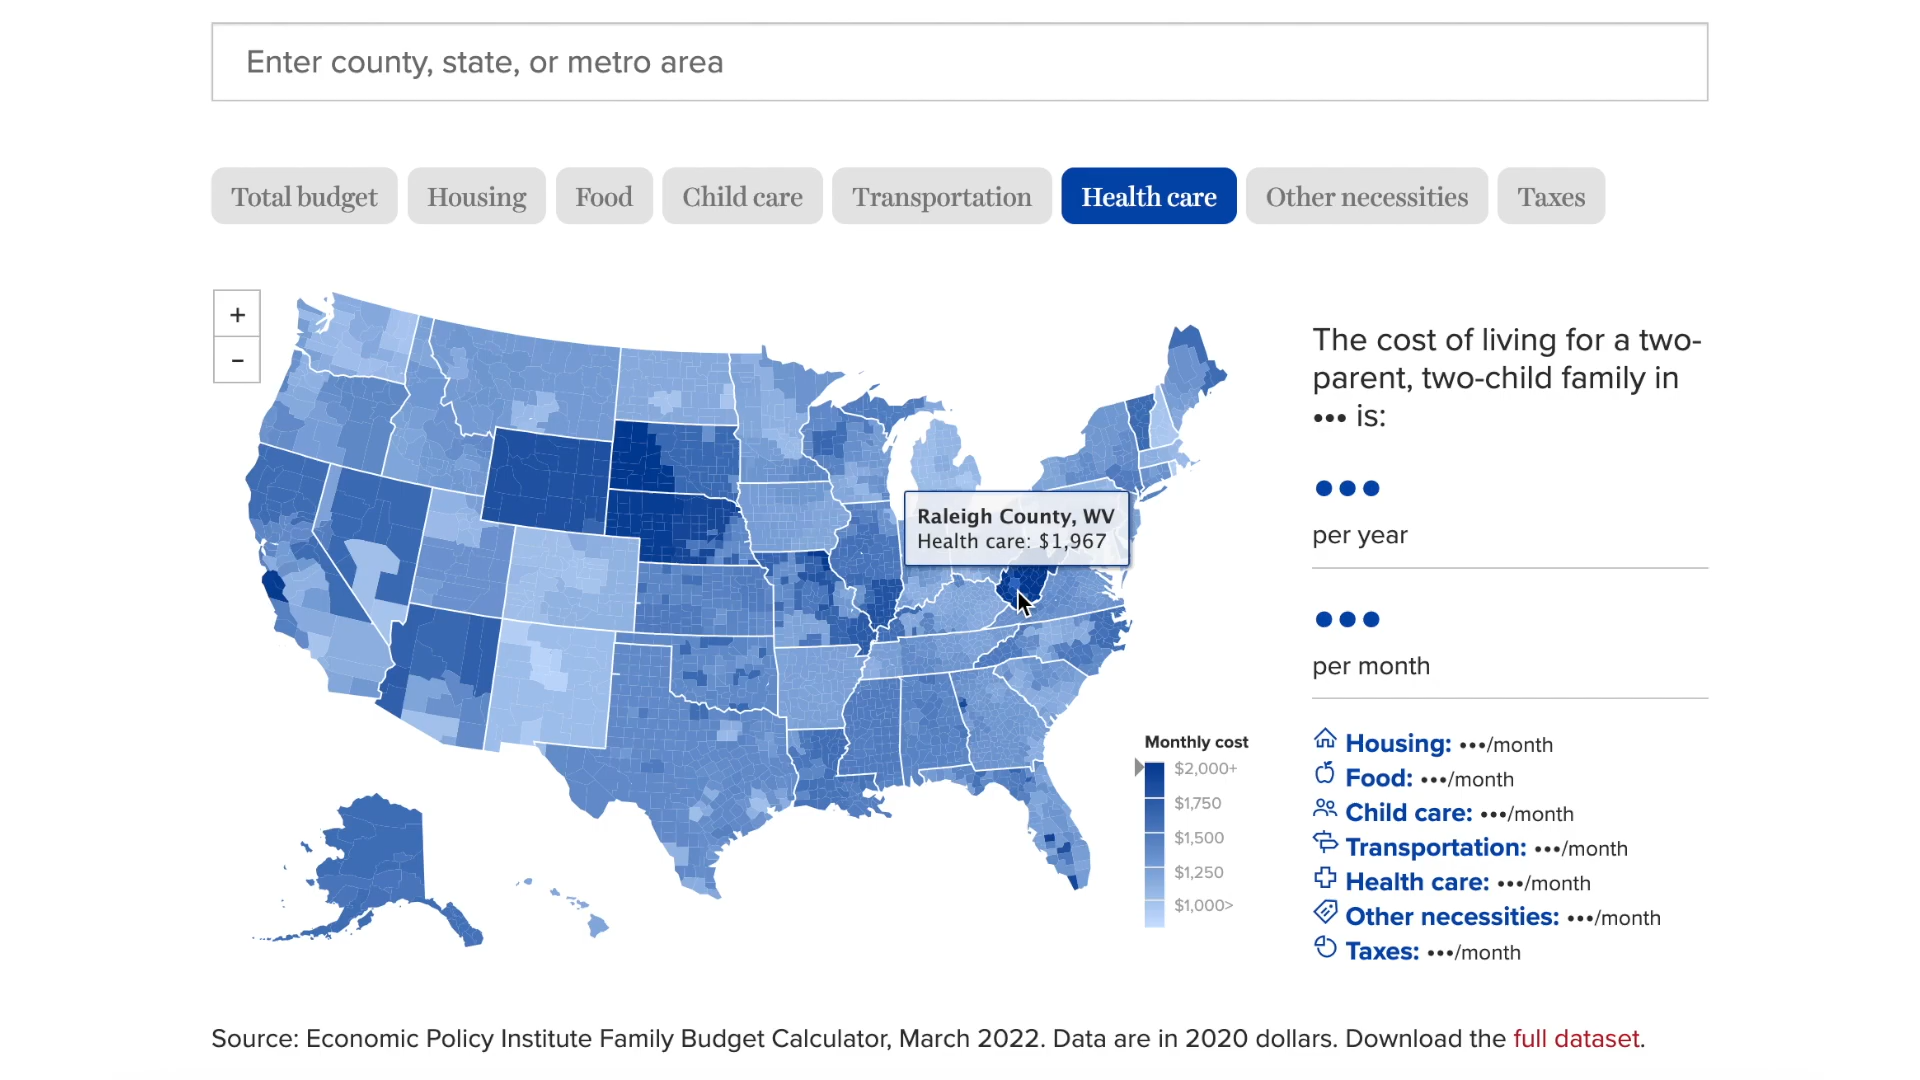 Enter county, state, or metro area
Total budget
Housing
Food
Child care
Transportation
Health care
Other necessities
Taxes
+
−
Raleigh County, WV
Health care: $1,967
The cost of living for a two-
parent, two-child family in
••• is:
•••
per year
•••
per month
Monthly cost
$2,000+
$1,750
$1,500
$1,250
$1,000>
Housing: •••/month
Food: •••/month
Child care: •••/month
Transportation: •••/month
Health care: •••/month
Other necessities: •••/month
Taxes: •••/month
Source: Economic Policy Institute Family Budget Calculator, March 2022. Data are in 2020 dollars. Download the full dataset.